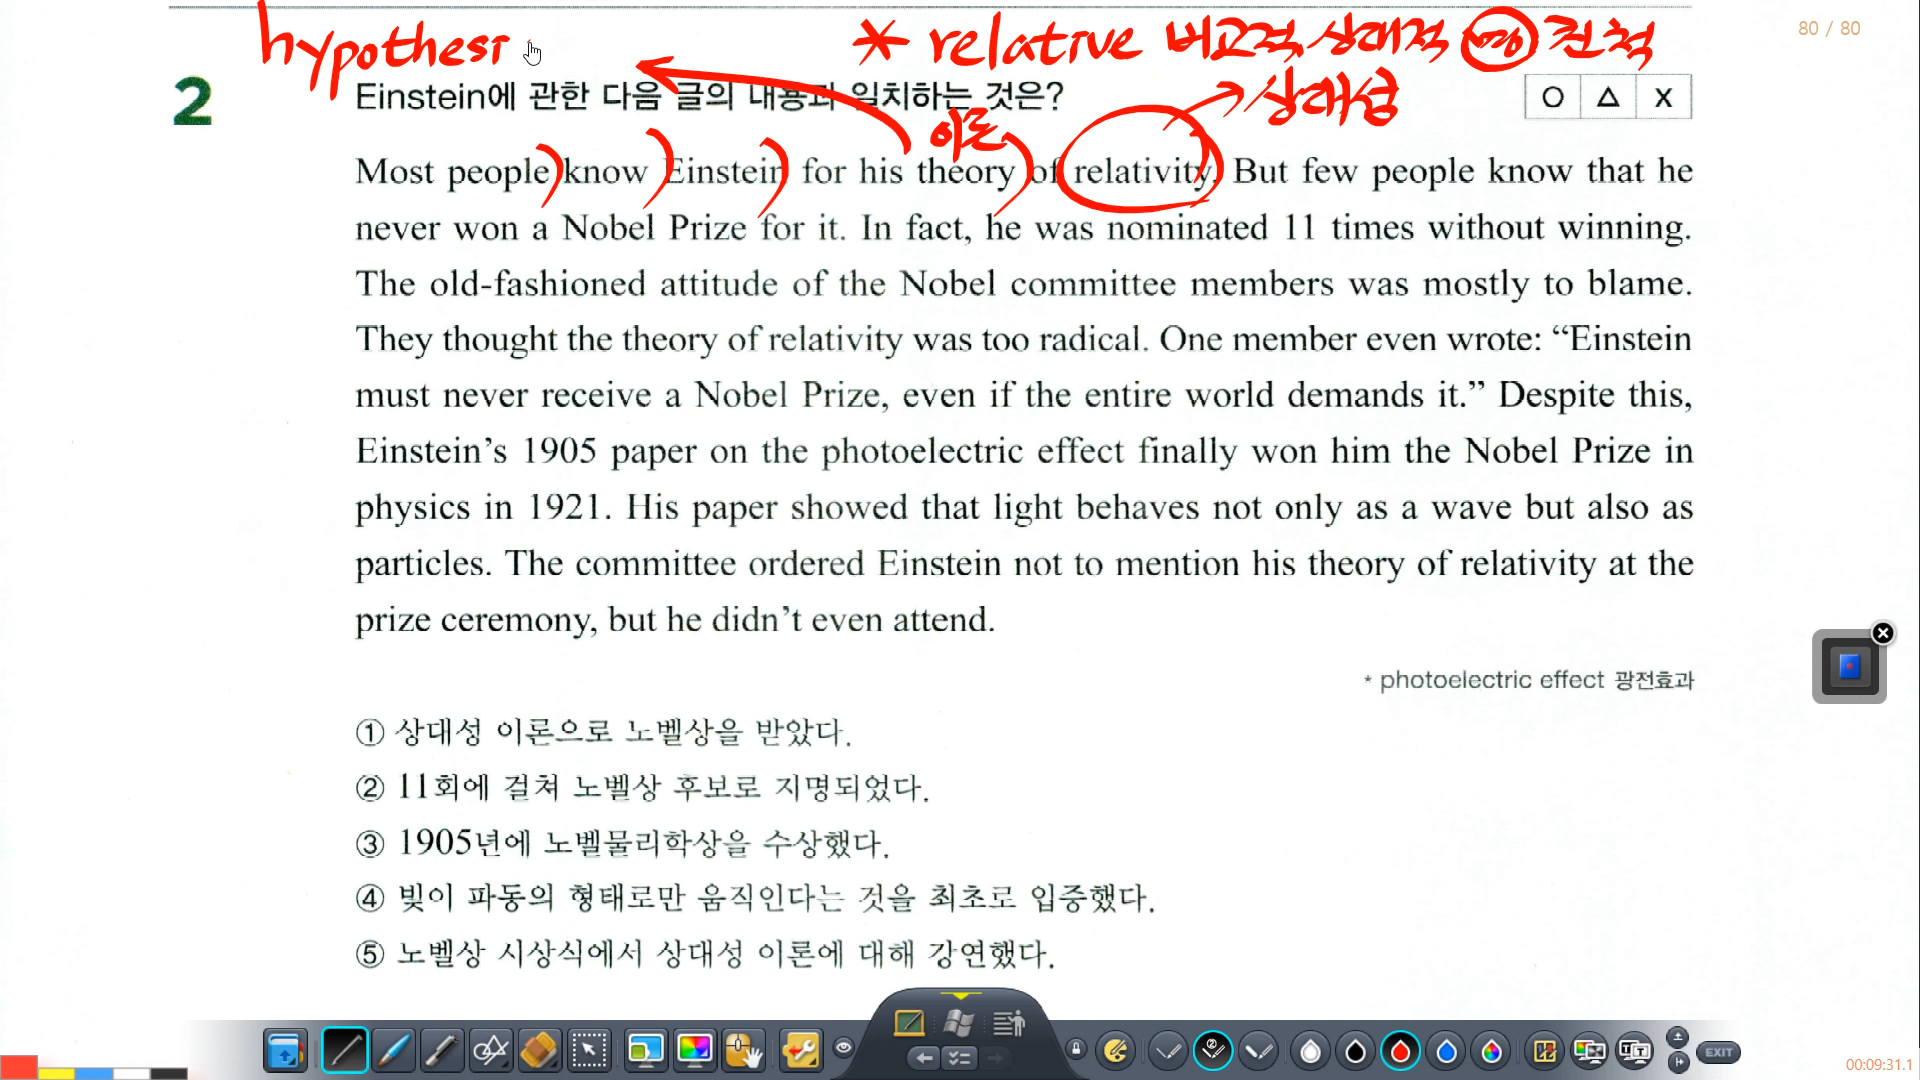 hypothesi
* relative 비교적, 상대적 명 친척
80 / 80
2
Einstein에 관한 다음 글의 내용과 일치하는 것은?
O △ X
상대성
이론
Most people know Einstein for his theory of relativity. But few people know that he
never won a Nobel Prize for it. In fact, he was nominated 11 times without winning.
The old-fashioned attitude of the Nobel committee members was mostly to blame.
They thought the theory of relativity was too radical. One member even wrote: “Einstein
must never receive a Nobel Prize, even if the entire world demands it.” Despite this,
Einstein’s 1905 paper on the photoelectric effect finally won him the Nobel Prize in
physics in 1921. His paper showed that light behaves not only as a wave but also as
particles. The committee ordered Einstein not to mention his theory of relativity at the
prize ceremony, but he didn’t even attend.
* photoelectric effect 광전효과
① 상대성 이론으로 노벨상을 받았다.
② 11회에 걸쳐 노벨상 후보로 지명되었다.
③ 1905년에 노벨물리학상을 수상했다.
④ 빛이 파동의 형태로만 움직인다는 것을 최초로 입증했다.
⑤ 노벨상 시상식에서 상대성 이론에 대해 강연했다.
EXIT
00:09:31.1